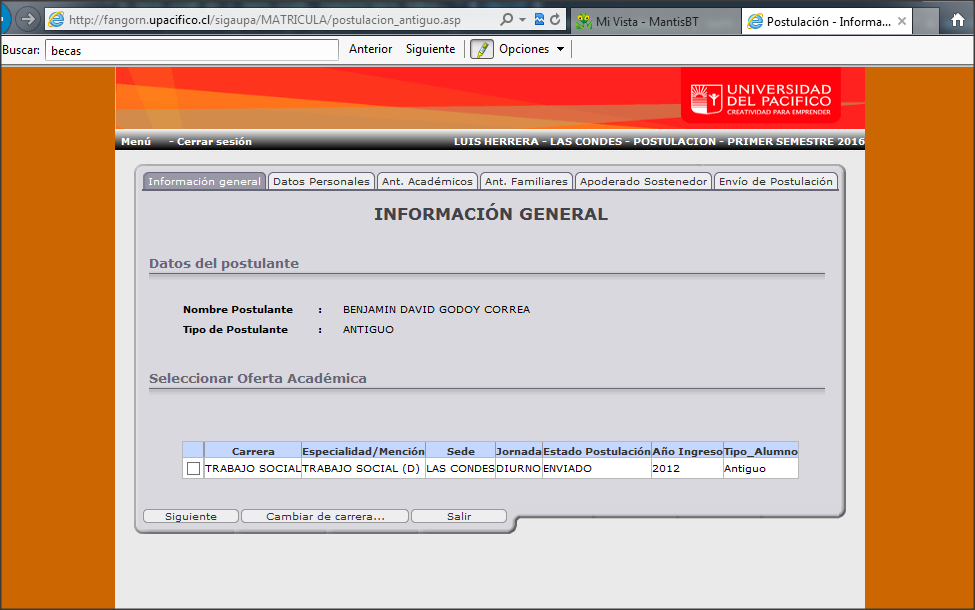 http://fangorn.upacifico.cl/sigaupa/MATRICULA/postulacion_antiguo.asp
Mi Vista - MantisBT
Postulación - Informa...
Buscar: becas Anterior Siguiente Opciones
UNIVERSIDAD
DEL PACIFICO
CREATIVIDAD PARA EMPRENDER
Menú - Cerrar sesión LUIS HERRERA - LAS CONDES - POSTULACION - PRIMER SEMESTRE 2016
Información general Datos Personales Ant. Académicos Ant. Familiares Apoderado Sostenedor Envío de Postulación
INFORMACIÓN GENERAL
Datos del postulante
Nombre Postulante : BENJAMIN DAVID GODOY CORREA
Tipo de Postulante : ANTIGUO
Seleccionar Oferta Académica
Carrera Especialidad/Mención Sede Jornada Estado Postulación Año Ingreso Tipo_Alumno
TRABAJO SOCIAL TRABAJO SOCIAL (D) LAS CONDES DIURNO ENVIADO 2012 Antiguo
Siguiente Cambiar de carrera... Salir